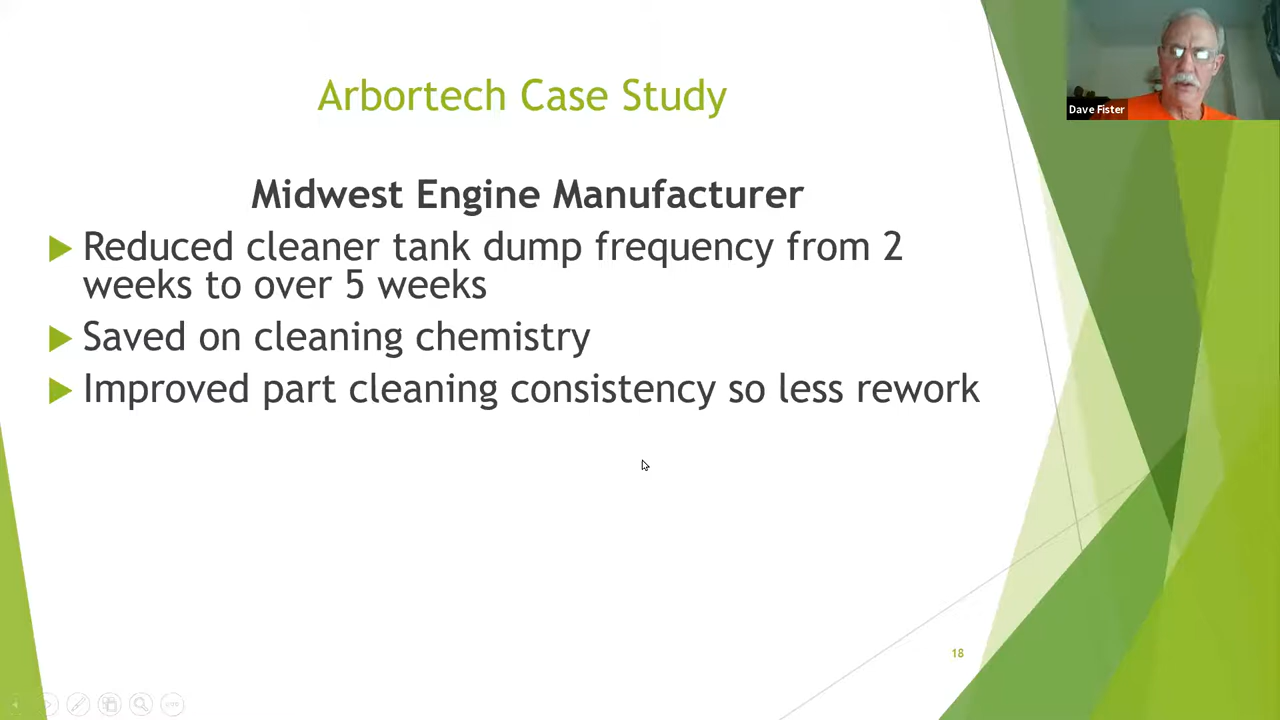 Arbortech Case Study
Dave Fister
Midwest Engine Manufacturer
Reduced cleaner tank dump frequency from 2
weeks to over 5 weeks
Saved on cleaning chemistry
Improved part cleaning consistency so less rework
18